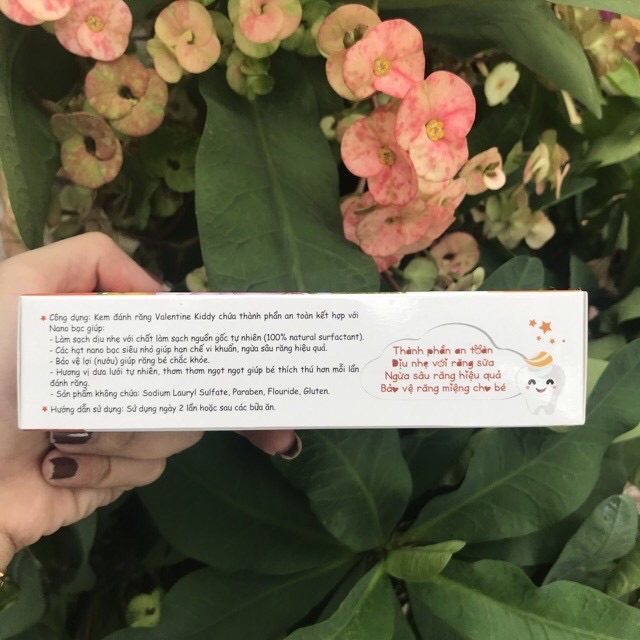 * Công dụng: Kem đánh răng Valentine Kiddy chứa thành phần an toàn kết hợp với
Nano bạc giúp:
- Làm sạch dịu nhẹ với chất làm sạch nguồn gốc tự nhiên (100% natural surfactant).
- Các hạt nano bạc siêu nhỏ giúp hạn chế vi khuẩn, ngừa sâu răng hiệu quả.
- Bảo vệ lợi (nướu) giúp răng bé chắc khỏe.
- Hương vị dưa lưới tự nhiên, thơm thơm ngọt ngọt giúp bé thích thú hơn mỗi lần
đánh răng.
- Sản phẩm không chứa: Sodium Lauryl Sulfate, Paraben, Flouride, Gluten.
* Hướng dẫn sử dụng: Sử dụng ngày 2 lần hoặc sau các bữa ăn.
Thành phần an toàn
Dịu nhẹ với răng sữa
Ngừa sâu răng hiệu quả
Bảo vệ răng miệng cho bé